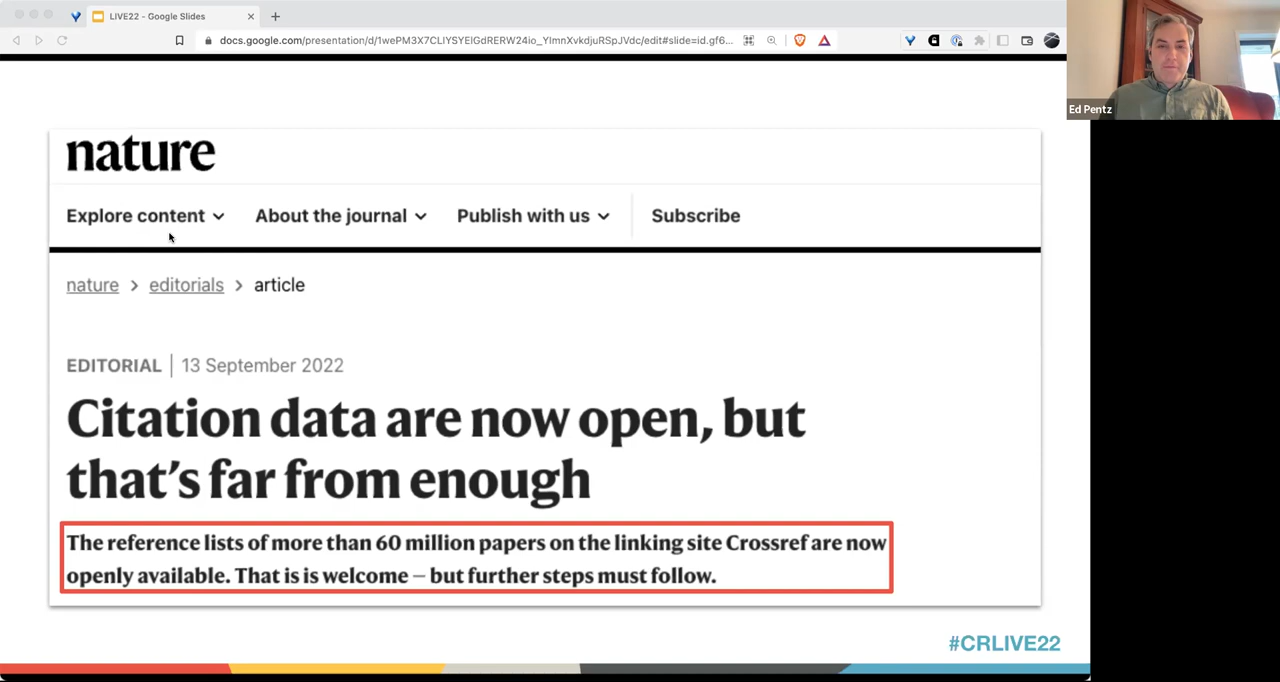 LIVE22 - Google Slides
docs.google.com/presentation/d/1wePM3X7CLIYSYEIGdRERW24io_YImnXvkdjuRSpJVdc/edit#slide=id.gf6...
Ed Pentz
nature
Explore content
About the journal
Publish with us
Subscribe
nature > editorials > article
EDITORIAL | 13 September 2022
Citation data are now open, but
that's far from enough
The reference lists of more than 60 million papers on the linking site Crossref are now
openly available. That is is welcome – but further steps must follow.
#CRLIVE22